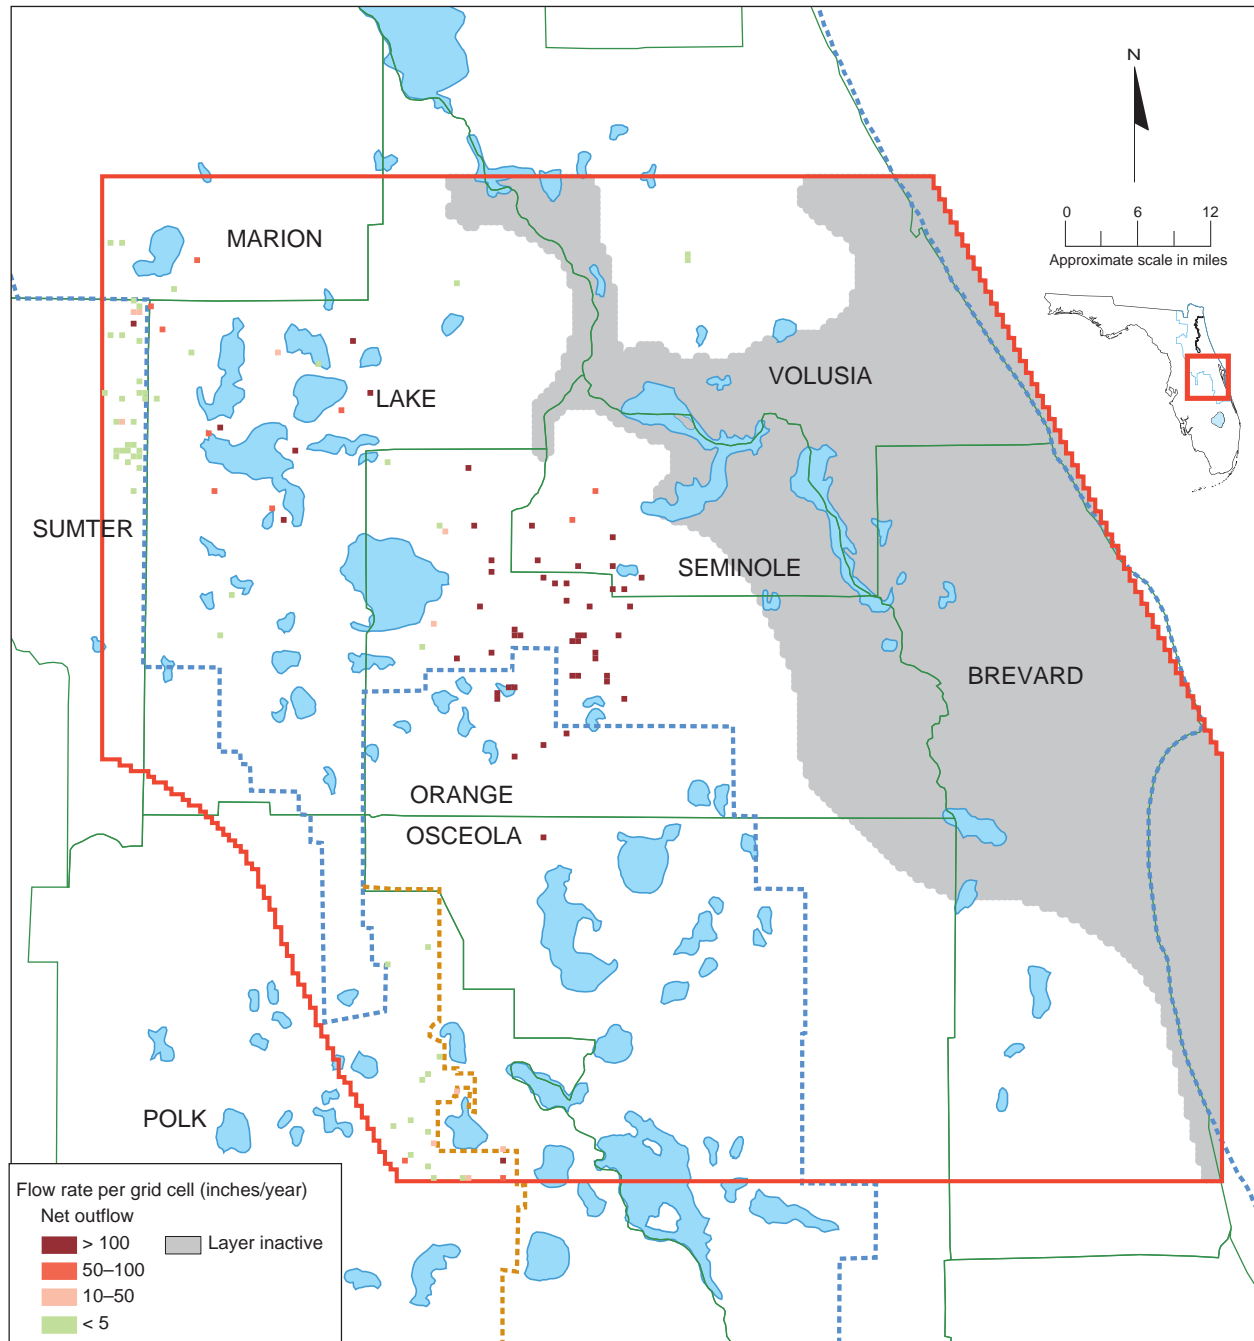 N
0 6 12
Approximate scale in miles
MARION
VOLUSIA
LAKE
SUMTER
SEMINOLE
BREVARD
ORANGE
OSCEOLA
POLK
Flow rate per grid cell (inches/year)
Net outflow
> 100
Layer inactive
50–100
10–50
< 5